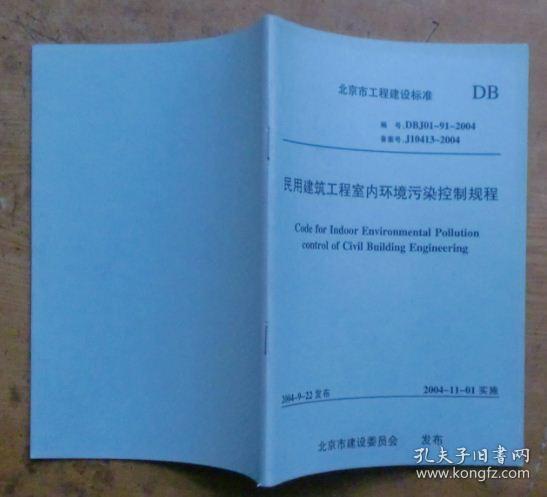 北京市工程建设标准 DB
编 号:DBJ01-91-2004
备案号:J10413-2004
民用建筑工程室内环境污染控制规程
Code for Indoor Environmental Pollution
control of Civil Building Engineering
2004-9-22 发布 2004-11-01 实施
北京市建设委员会 发布
孔夫子旧书网
www.kongfz.com